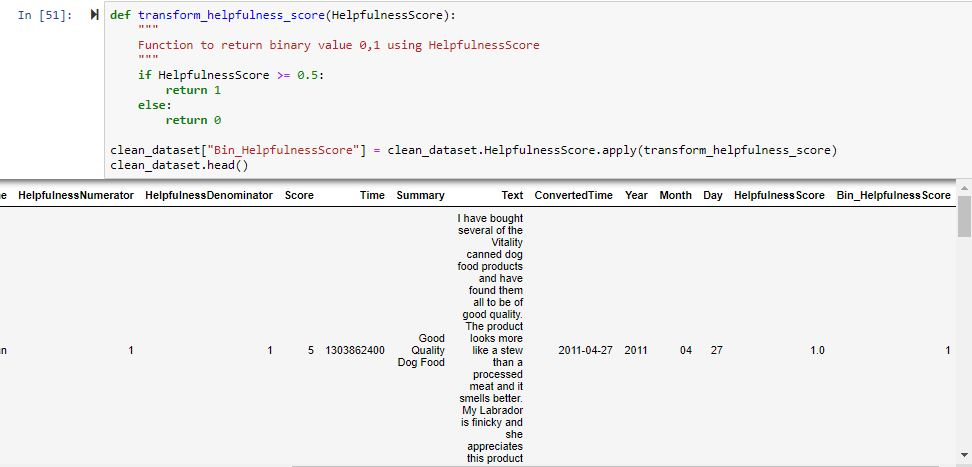 In [51]:
def transform_helpfulness_score(HelpfulnessScore):
"""
Function to return binary value 0,1 using HelpfulnessScore
"""
if HelpfulnessScore >= 0.5:
return 1
else:
return 0
clean_dataset["Bin_HelpfulnessScore"] = clean_dataset.HelpfulnessScore.apply(transform_helpfulness_score)
clean_dataset.head()
e HelpfulnessNumerator HelpfulnessDenominator Score Time Summary Text ConvertedTime Year Month Day HelpfulnessScore Bin_HelpfulnessScore
n 1 1 5 1303862400
Good
Quality
Dog Food
I have bought
several of the
Vitality
canned dog
food products
and have
found them
all to be of
good quality.
The product
looks more
like a stew
than a
processed
meat and it
smells better.
My Labrador
is finicky and
she
appreciates
this product
2011-04-27 2011 04 27 1.0 1